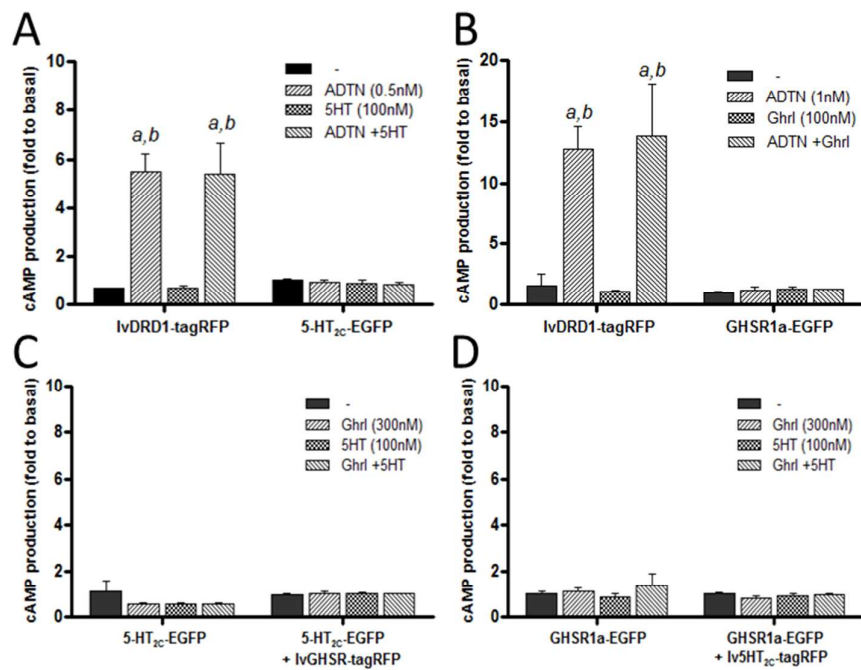 A
cAMP production (fold to basal)
10
8
6
4
2
0
-
ADTN (0.5nM)
5HT (100nM)
ADTN +5HT
a,b
a,b
lvDRD1-tagRFP
5-HT2C-EGFP
B
cAMP production (fold to basal)
20
15
10
5
0
-
ADTN (1nM)
Ghrl (100nM)
ADTN +Ghrl
a,b
a,b
lvDRD1-tagRFP
GHSR1a-EGFP
C
cAMP production (fold to basal)
10
8
6
4
2
0
-
Ghrl (300nM)
5HT (100nM)
Ghrl +5HT
5-HT2C-EGFP
5-HT2C-EGFP
+ lvGHSR-tagRFP
D
cAMP production (fold to basal)
10
8
6
4
2
0
-
Ghrl (300nM)
5HT (100nM)
Ghrl +5HT
GHSR1a-EGFP
GHSR1a-EGFP
+ lv5HT2C-tagRFP